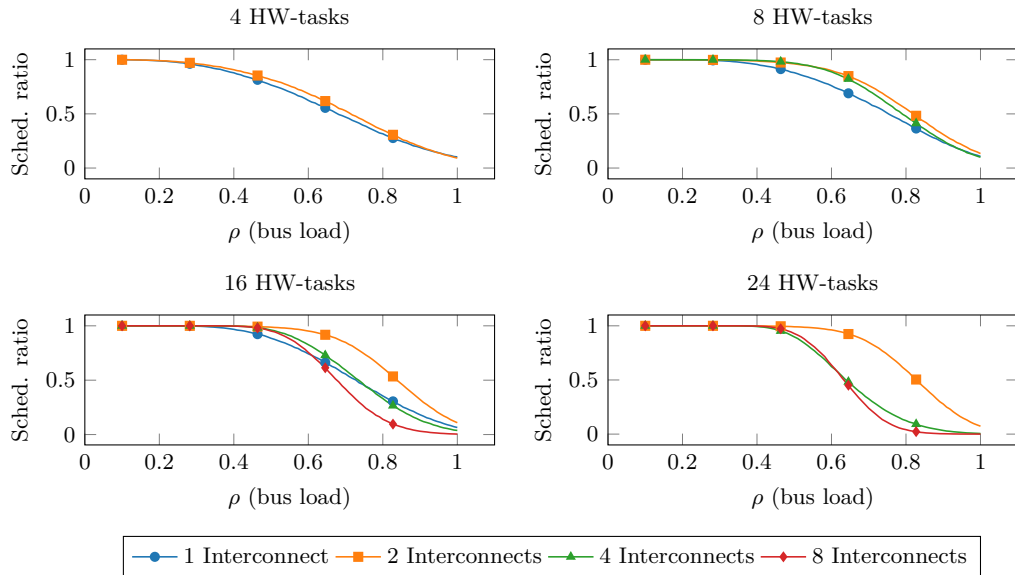 4 HW-tasks
1
0.5
0
Sched. ratio
0 0.2 0.4 0.6 0.8 1
ρ (bus load)
8 HW-tasks
1
0.5
0
Sched. ratio
0 0.2 0.4 0.6 0.8 1
ρ (bus load)
16 HW-tasks
1
0.5
0
Sched. ratio
0 0.2 0.4 0.6 0.8 1
ρ (bus load)
24 HW-tasks
1
0.5
0
Sched. ratio
0 0.2 0.4 0.6 0.8 1
ρ (bus load)
1 Interconnect 2 Interconnects 4 Interconnects 8 Interconnects